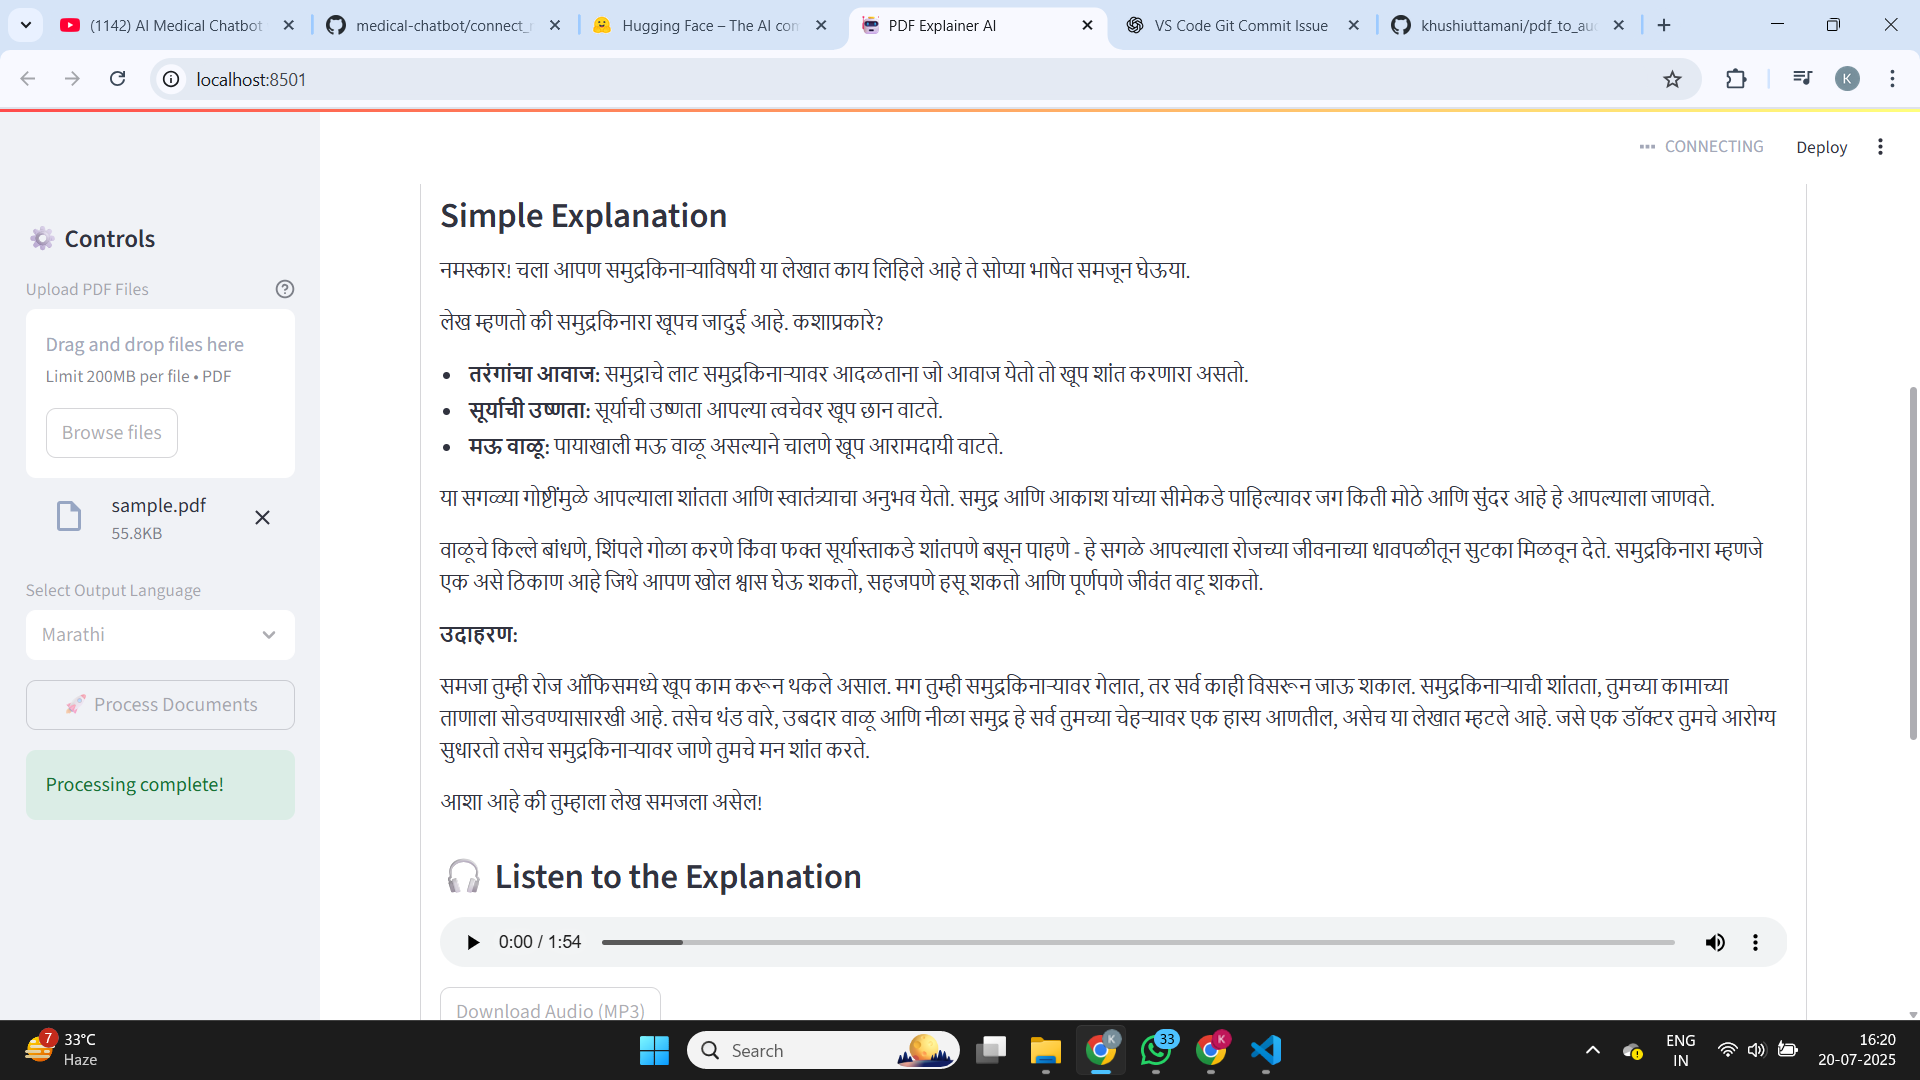 (1142) AI Medical Chatbot
medical-chatbot/connect_
Hugging Face – The AI com
PDF Explainer AI
VS Code Git Commit Issue
khushiuttamani/pdf_to_au
localhost:8501
K
CONNECTING
Deploy
Controls
Upload PDF Files
Drag and drop files here
Limit 200MB per file • PDF
Browse files
sample.pdf
55.8KB
Select Output Language
Marathi
Process Documents
Processing complete!
Simple Explanation
नमस्कार! चला आपण समुद्रकिनाऱ्याविषयी या लेखात काय लिहिले आहे ते सोप्या भाषेत समजून घेऊया.
लेख म्हणतो की समुद्रकिनारा खूपच जादुई आहे. कशाप्रकारे?
• तरंगांचा आवाज: समुद्राचे लाट समुद्रकिनाऱ्यावर आदळताना जो आवाज येतो तो खूप शांत करणारा असतो.
• सूर्याची उष्णता: सूर्याची उष्णता आपल्या त्वचेवर खूप छान वाटते.
• मऊ वाळू: पायाखाली मऊ वाळू असल्याने चालणे खूप आरामदायी वाटते.
या सगळ्या गोष्टींमुळे आपल्याला शांतता आणि स्वातंत्र्याचा अनुभव येतो. समुद्र आणि आकाश यांच्या सीमेकडे पाहिल्यावर जग किती मोठे आणि सुंदर आहे हे आपल्याला जाणवते.
वाळूचे किल्ले बांधणे, शिंपले गोळा करणे किंवा फक्त सूर्यास्ताकडे शांतपणे बसून पाहणे - हे सगळे आपल्याला रोजच्या जीवनाच्या धावपळीतून सुटका मिळवून देते. समुद्रकिनारा म्हणजे
एक असे ठिकाण आहे जिथे आपण खोल श्वास घेऊ शकतो, सहजपणे हसू शकतो आणि पूर्णपणे जीवंत वाटू शकतो.
उदाहरण:
समजा तुम्ही रोज ऑफिसमध्ये खूप काम करून थकले असाल. मग तुम्ही समुद्रकिनाऱ्यावर गेलात, तर सर्व काही विसरून जाऊ शकाल. समुद्रकिनाऱ्याची शांतता, तुमच्या कामाच्या
ताणाला सोडवण्यासारखी आहे. तसेच थंड वारे, उबदार वाळू आणि नीळा समुद्र हे सर्व तुमच्या चेहऱ्यावर एक हास्य आणतील, असेच या लेखात म्हटले आहे. जसे एक डॉक्टर तुमचे आरोग्य
सुधारतो तसेच समुद्रकिनाऱ्यावर जाणे तुमचे मन शांत करते.
आशा आहे की तुम्हाला लेख समजला असेल!
Listen to the Explanation
0:00 / 1:54
Download Audio (MP3)
7
33°C
Haze
Search
K
33
K
ENG
IN
16:20
20-07-2025